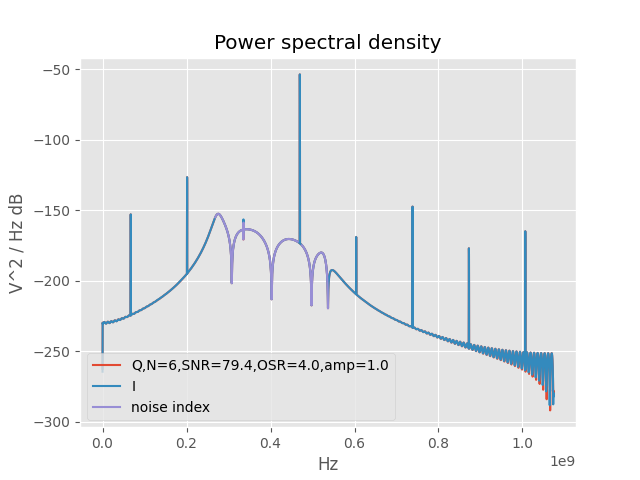 Power spectral density
V^2 / Hz dB
−50
−100
−150
−200
−250
−300
Q,N=6,SNR=79.4,OSR=4.0,amp=1.0
I
noise index
0.0 0.2 0.4 0.6 0.8 1.0
1e9
Hz